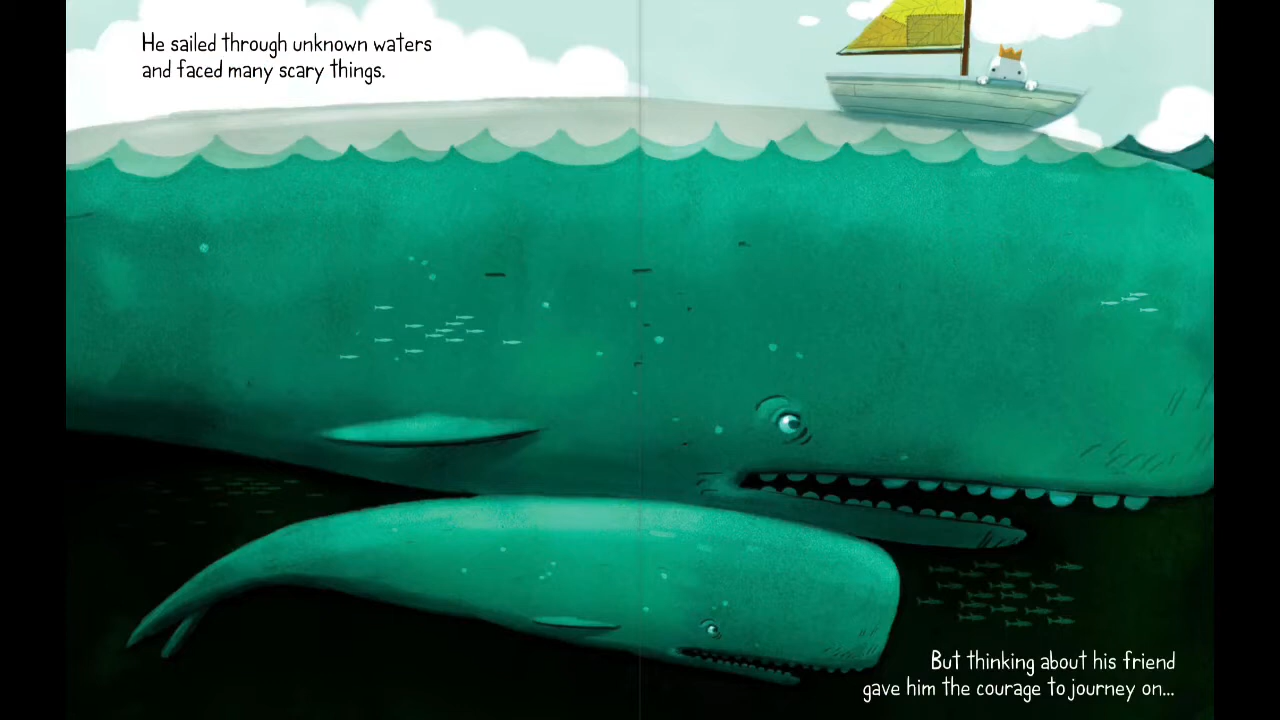 He sailed through unknown waters
and faced many scary things.
But thinking about his friend
gave him the courage to journey on...